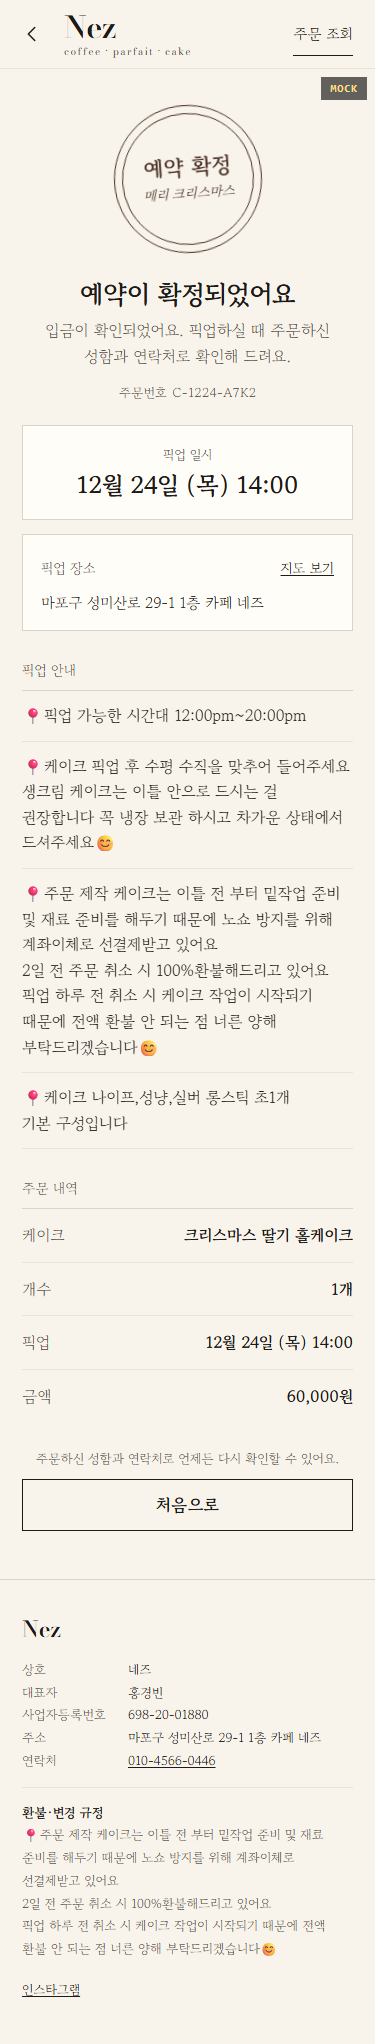 Nez
coffee · parfait · cake
주문 조회
MOCK
예약 확정
메리 크리스마스
예약이 확정되었어요
입금이 확인되었어요. 픽업하실 때 주문하신
성함과 연락처로 확인해 드려요.
주문번호 C-1224-A7K2
픽업 일시
12월 24일 (목) 14:00
픽업 장소
지도 보기
마포구 성미산로 29-1 1층 카페 네즈
픽업 안내
📍픽업 가능한 시간대 12:00pm~20:00pm
📍케이크 픽업 후 수평 수직을 맞추어 들어주세요
생크림 케이크는 이틀 안으로 드시는 걸
권장합니다 꼭 냉장 보관 하시고 차가운 상태에서
드셔주세요😊
📍주문 제작 케이크는 이틀 전 부터 밑작업 준비
및 재료 준비를 해두기 때문에 노쇼 방지를 위해
계좌이체로 선결제받고 있어요
2일 전 주문 취소 시 100%환불해드리고 있어요
픽업 하루 전 취소 시 케이크 작업이 시작되기
때문에 전액 환불 안 되는 점 너른 양해
부탁드리겠습니다😊
📍케이크 나이프,성냥,실버 롱스틱 초1개
기본 구성입니다
주문 내역
케이크
크리스마스 딸기 홀케이크
개수
1개
픽업
12월 24일 (목) 14:00
금액
60,000원
주문하신 성함과 연락처로 언제든 다시 확인할 수 있어요.
처음으로
Nez
상호 네즈
대표자 홍경빈
사업자등록번호 698-20-01880
주소 마포구 성미산로 29-1 1층 카페 네즈
연락처 010-4566-0446
환불·변경 규정
📍주문 제작 케이크는 이틀 전 부터 밑작업 준비 및 재료
준비를 해두기 때문에 노쇼 방지를 위해 계좌이체로
선결제받고 있어요
2일 전 주문 취소 시 100%환불해드리고 있어요
픽업 하루 전 취소 시 케이크 작업이 시작되기 때문에 전액
환불 안 되는 점 너른 양해 부탁드리겠습니다😊
인스타그램